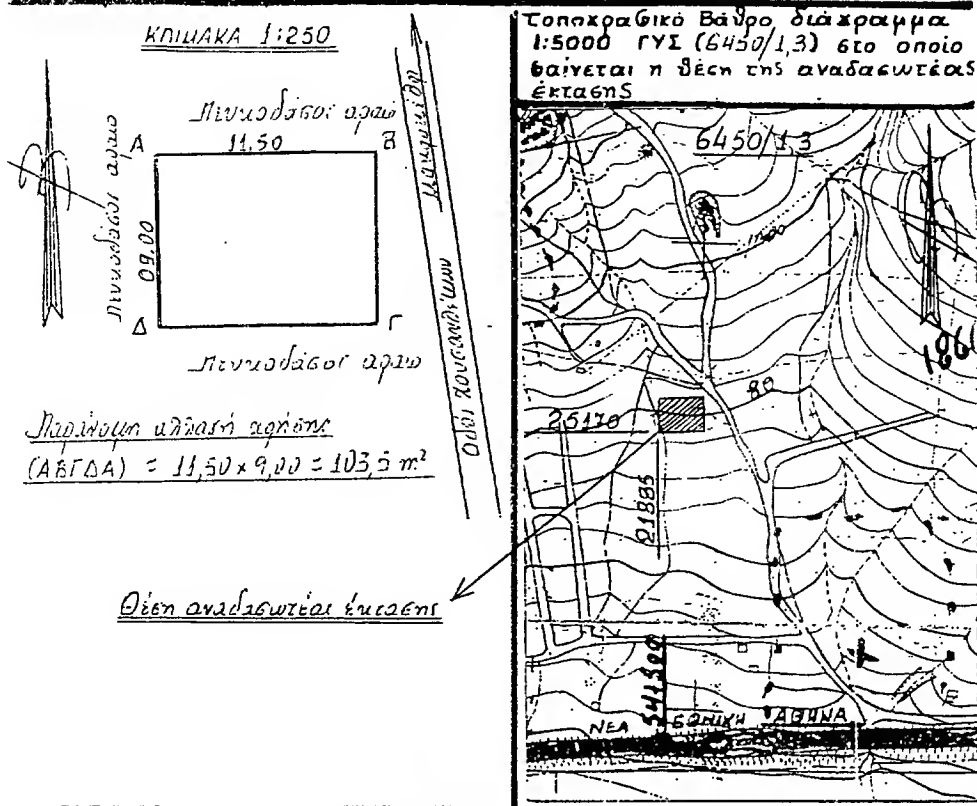 ΚΛΙΜΑΚΑ 1:250
Πευκοδάσος αραιό
11,50
Α
Β
Πευκοδάσος αραιό
09.00
Δ
Γ
Πευκοδάσος αραιό
Παράνομη αλλαγή χρήσης
(ΑΒΓΔΑ) = 11,50 x 9,00 = 103,5 m²
Οδός
Θέση αναδασωτέας έκτασης
Τοπογραφικό Βάθρο διάγραμμα
1:5000 ΓΥΣ (6450/1,3) στο οποίο
φαίνεται η θέση της αναδασωτέας
έκτασης
6450/1,3
80
25170
21885
ΝΕΑ ΕΘΝΙΚΗ ΑΘΗΝΑ